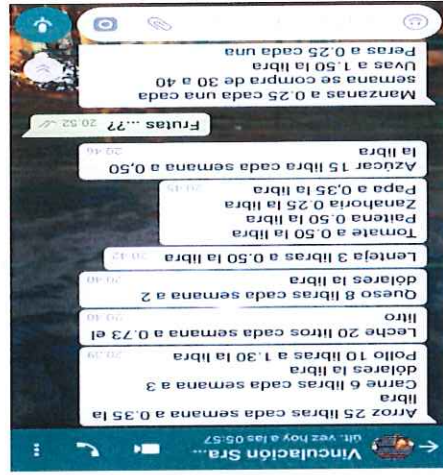 Vinculación Sra...
últ. vez hoy a las 05:57
Arroz 25 libras cada semana a 0.35 la
libra
Carne 6 libras cada semana a 3
dólares la libra
Pollo 10 libras a 1.30 la libra
20:39
Leche 20 litros cada semana a 0.73 el
litro
20:40
Queso 8 libras cada semana a 2
dólares la libra
20:40
Lenteja 3 libras a 0.50 la libra
20:42
Tomate a 0.50 la libra
Paitena 0.50 la libra
Zanahoria 0.25 la libra
Papa a 0,35 la libra
20:45
Azúcar 15 libra cada semana a 0,50
la libra
20:46
Frutas ...??
20:52
Manzanas a 0.25 cada una cada
semana se compra de 30 a 40
Uvas a 1.50 la libra
Peras a 0.25 cada una